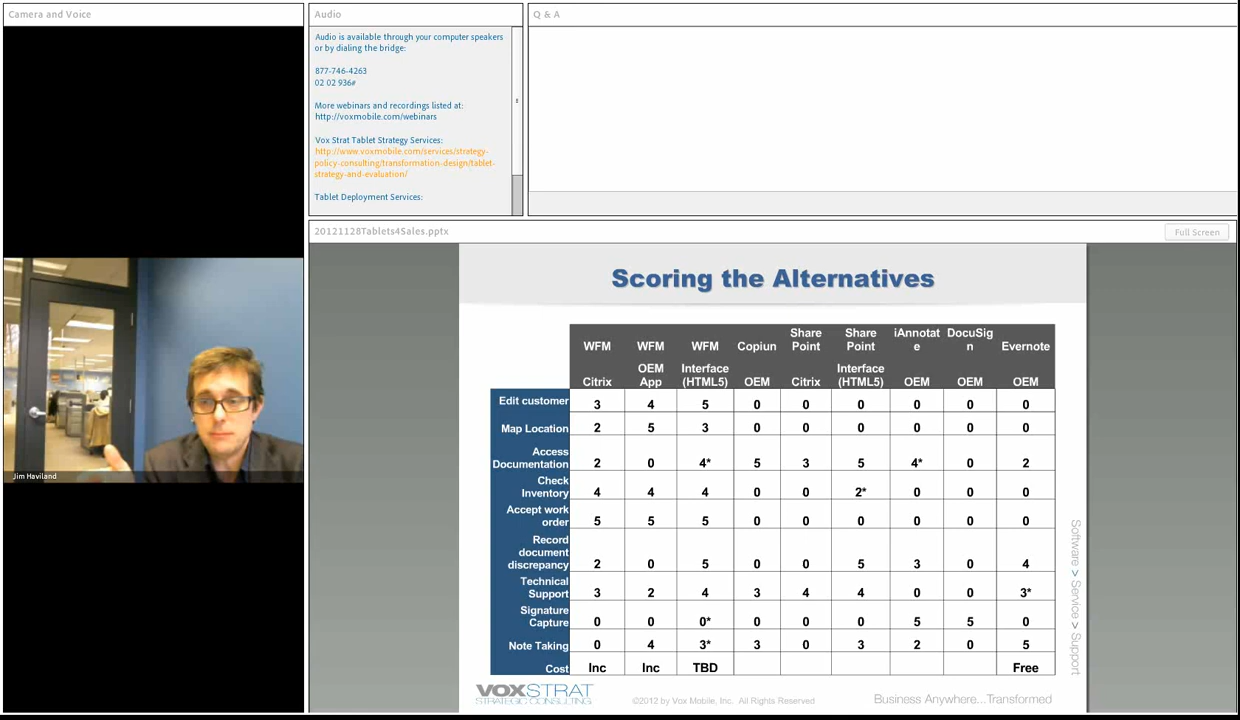 Camera and Voice
Jim Haviland
Audio
Audio is available through your computer speakers
or by dialing the bridge:
877-746-4263
02 02 936#
More webinars and recordings listed at:
http://voxmobile.com/webinars
Vox Strat Tablet Strategy Services:
http://www.voxmobile.com/services/strategy-
policy-consulting/transformation-design/tablet-
strategy-and-evaluation/
Tablet Deployment Services:
Q & A
20121128Tablets4Sales.pptx
Full Screen
Scoring the Alternatives
WFM Citrix
WFM OEM App
WFM Interface (HTML5)
Copiun OEM
Share Point Citrix
Share Point Interface (HTML5)
iAnnotat e OEM
DocuSig n OEM
Evernote OEM
Edit customer 3 4 5 0 0 0 0 0 0
Map Location 2 5 3 0 0 0 0 0 0
Access Documentation 2 0 4* 5 3 5 4* 0 2
Check Inventory 4 4 4 0 0 2* 0 0 0
Accept work order 5 5 5 0 0 0 0 0 0
Record document discrepancy 2 0 5 0 0 5 3 0 4
Technical Support 3 2 4 3 4 4 0 0 3*
Signature Capture 0 0 0* 0 0 0 5 5 0
Note Taking 0 4 3* 3 0 3 2 0 5
Cost Inc Inc TBD Free
Software > Service > Support
VOXSTRAT
STRATEGIC CONSULTING
©2012 by Vox Mobile, Inc. All Rights Reserved
Business Anywhere...Transformed